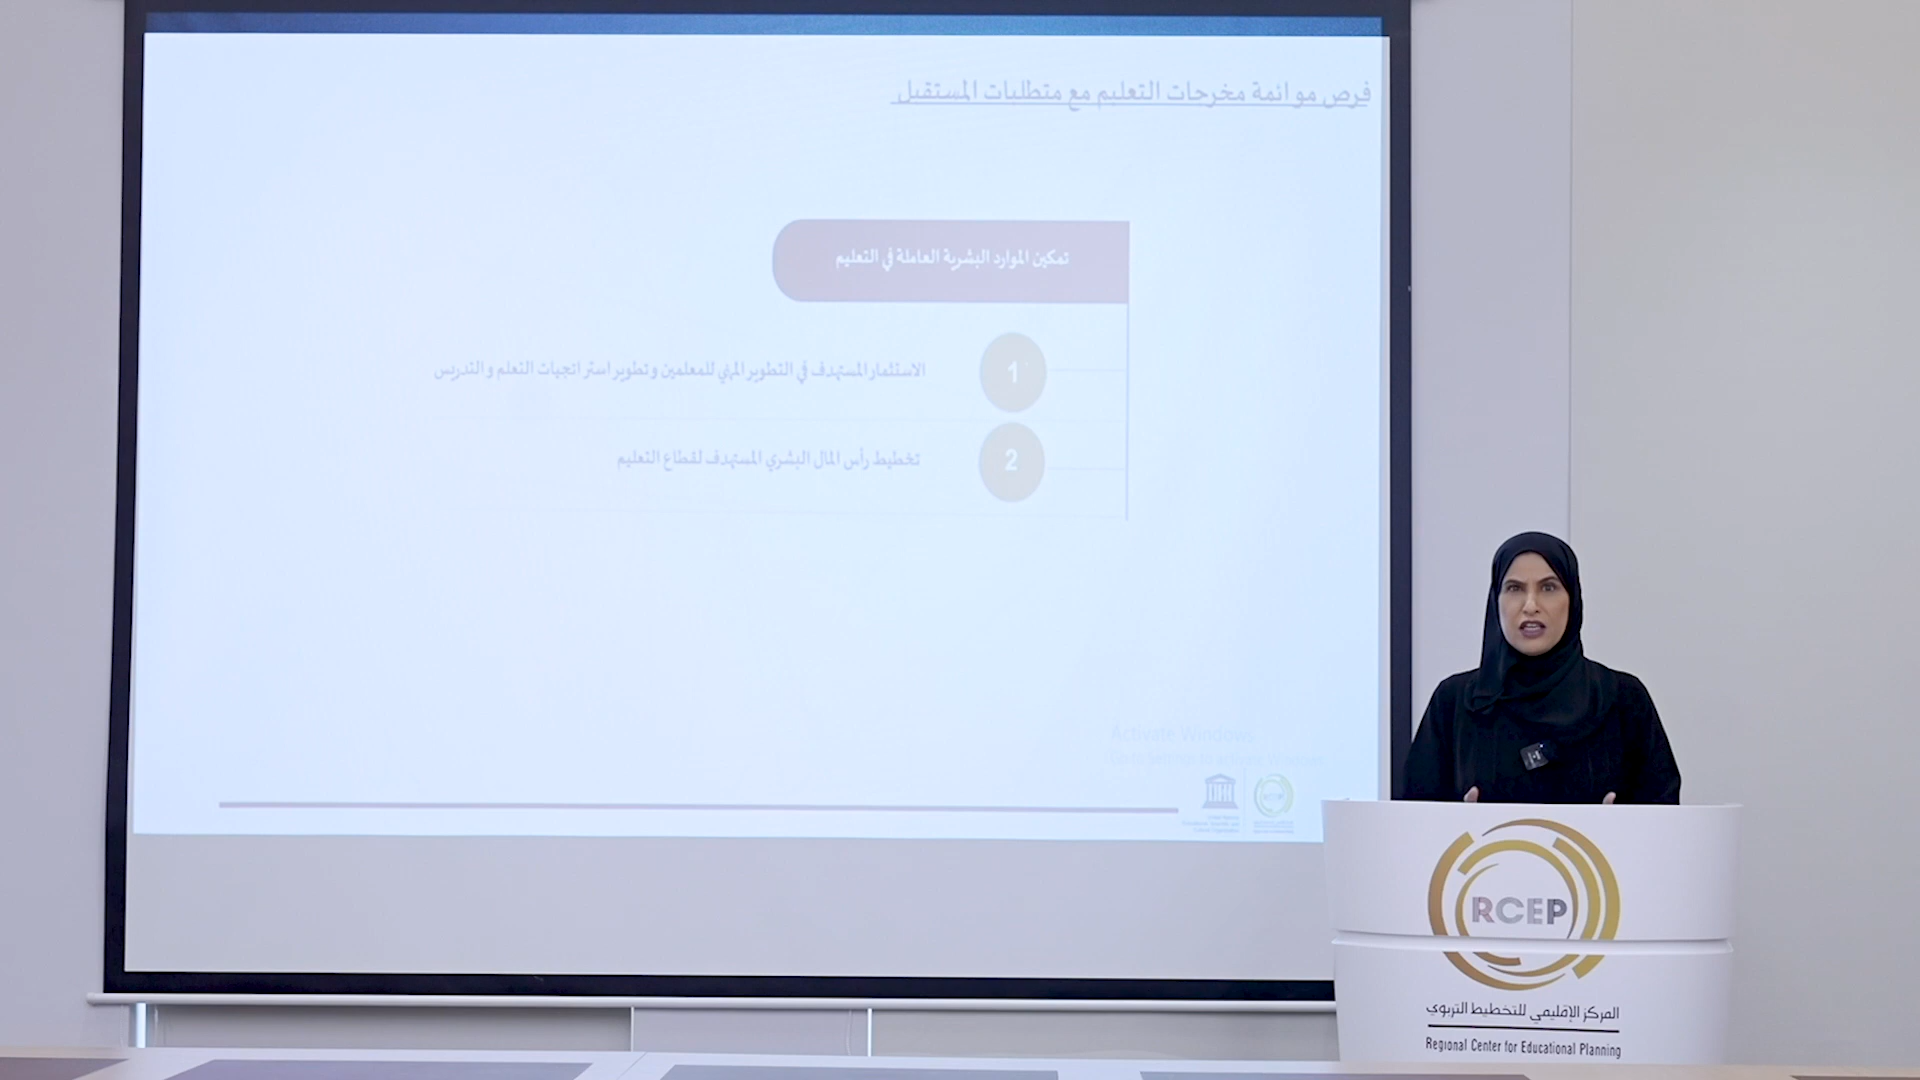 فرص موائمة مخرجات التعليم مع متطلبات المستقبل
تمكين الموارد البشرية العاملة في التعليم
1
الاستثمار المستهدف في التطوير المهني للمعلمين وتطوير استراتجيات التعلم والتدريس
2
تخطيط رأس المال البشري المستهدف لقطاع التعليم
Activate Windows
RCEP
المركز الإقليمي للتخطيط التربوي
Regional Center for Educational Planning